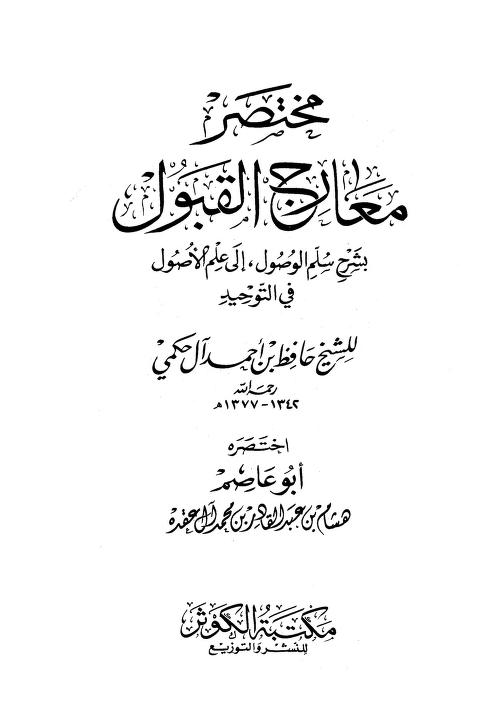 مختصر
معارج القبول
بشرح سلم الوصول، إلى علم الأصول
في التوحيد
للشيخ حافظ بن أحمد آل حكمي
رحمه الله
١٣٤٢-١٣٧٧هـ
اختصره
أبو عاصم
هشام بن عبد القادر بن محمد آل عقده
مكتبة الكوثر
للنشر والتوزيع